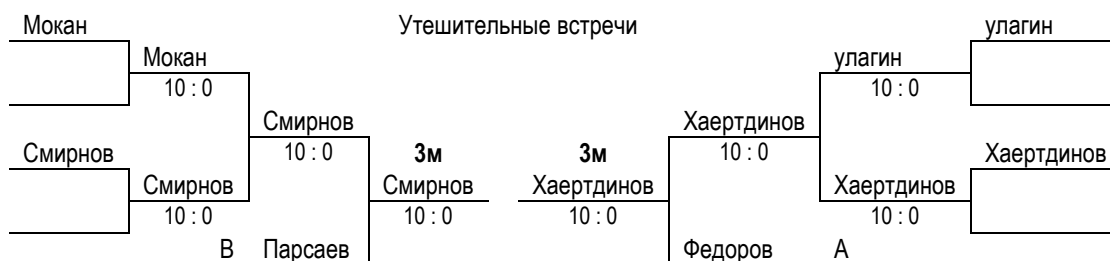 Мокан Утешительные встречи улагин
Мокан улагин
10 : 0 10 : 0
Смирнов Хаертдинов
Смирнов 10 : 0 3м 3м 10 : 0 Хаертдинов
Смирнов Смирнов Хаертдинов Хаертдинов
10 : 0 10 : 0 10 : 0 10 : 0
В Парсаев Федоров А